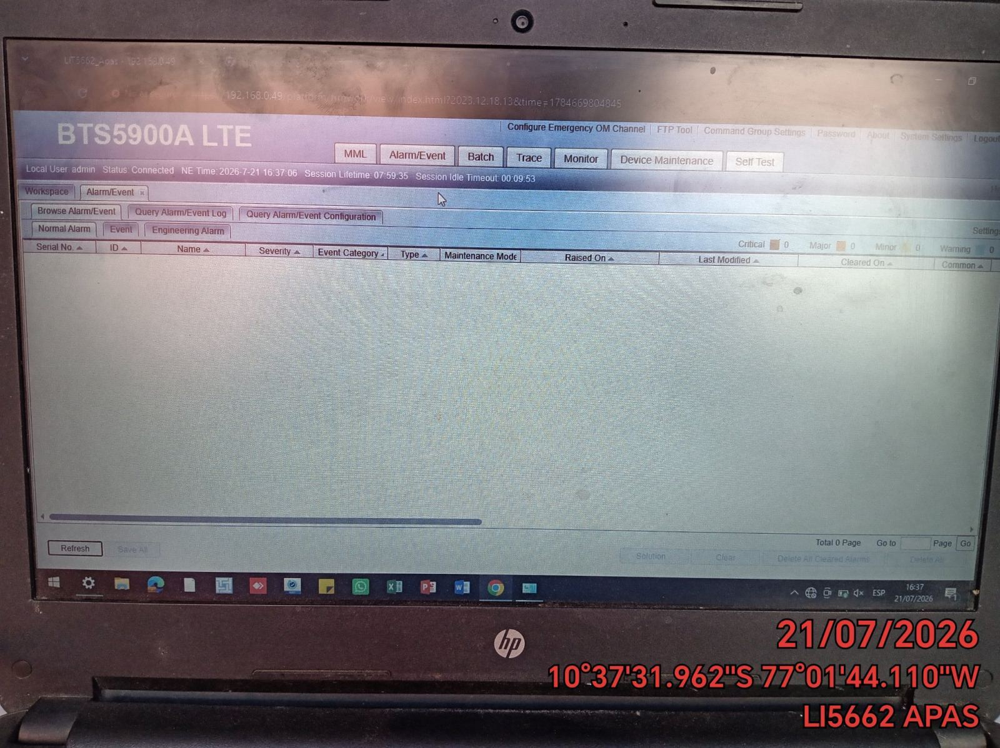 192.168.0.49
192.168.0.49/platform/html/view/index.html?2023.12.18.13&time=1784669804845
BTS5900A LTE
Configure Emergency OM Channel FTP Tool Command Group Settings Password About System Settings Logout
MML Alarm/Event Batch Trace Monitor Device Maintenance Self Test
Local User: admin Status: Connected NE Time: 2026-7-21 16:37:06 Session Lifetime: 07:59:35 Session Idle Timeout: 00:09:53
Workspace Alarm/Event
Browse Alarm/Event Query Alarm/Event Log Query Alarm/Event Configuration
Normal Alarm Event Engineering Alarm
Settings
Critical 0 Major 0 Minor 0 Warning 0
Serial No. ID Name Severity Event Category Type Maintenance Mode Raised On Last Modified Cleared On Common
Total 0 Page Go to Page Go
Refresh Save All Solution Clear Delete All Cleared Alarms Delete All
ESP
16:37
21/07/2026
hp
21/07/2026
10°37'31.962"S 77°01'44.110"W
LI5662 APAS